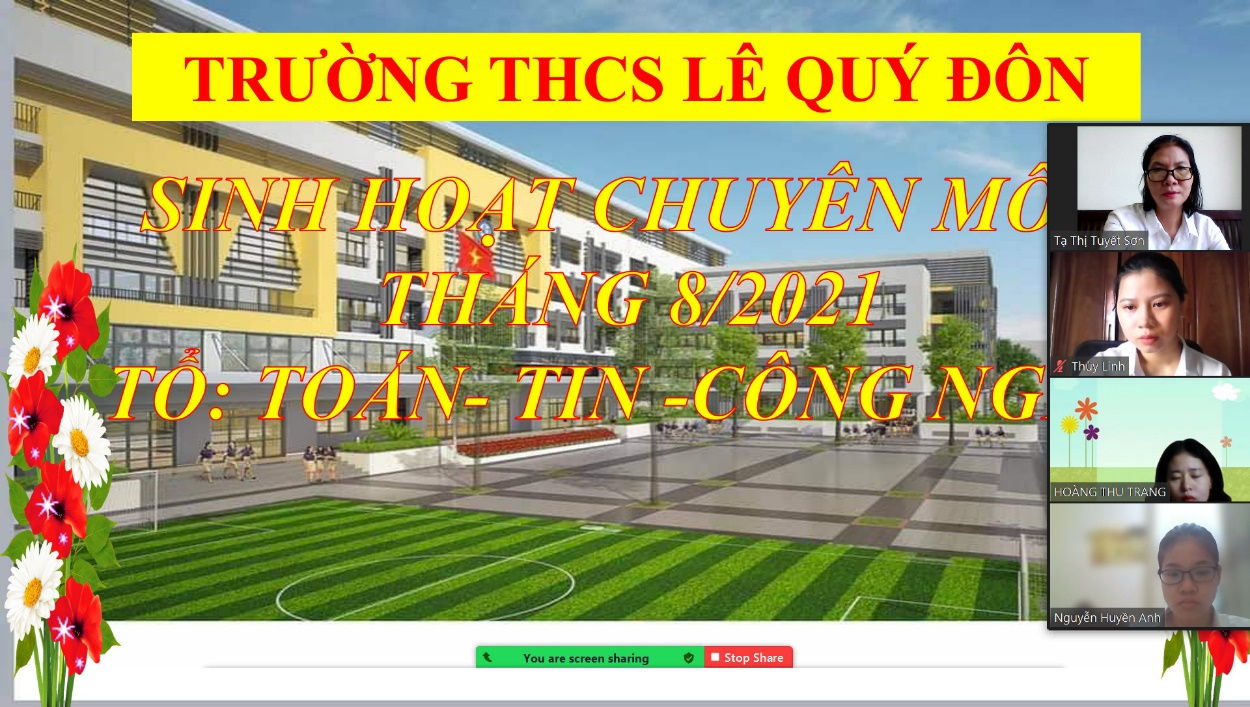 TRƯỜNG THCS LÊ QUÝ ĐÔN
SINH HOẠT CHUYÊN MÔ
THÁNG 8/2021
TỔ: TOÁN- TIN -CÔNG NG
Tạ Thị Tuyết Sơn
Thùy Linh
HOÀNG THU TRANG
Nguyễn Huyền Anh
You are screen sharing
Stop Share